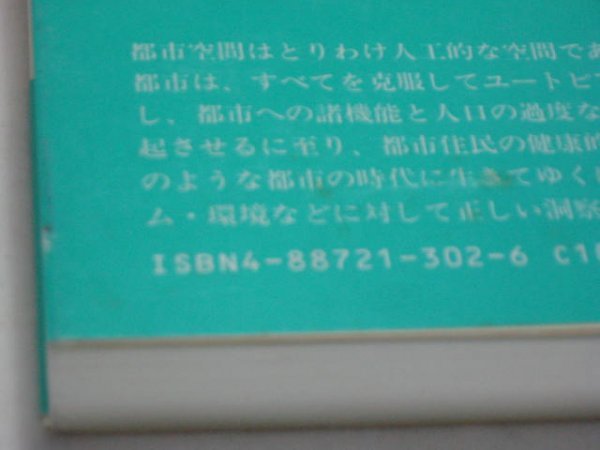 都市空間はとりわけ人工的な空間であ
都市は、すべてを克服してユートピア
し、都市への諸機能と人口の過度な
起させるに至り、都市住民の健康的
のような都市の時代に生きてゆく
ム・環境などに対して正しい洞察
ISBN4-88721-302-6 C10